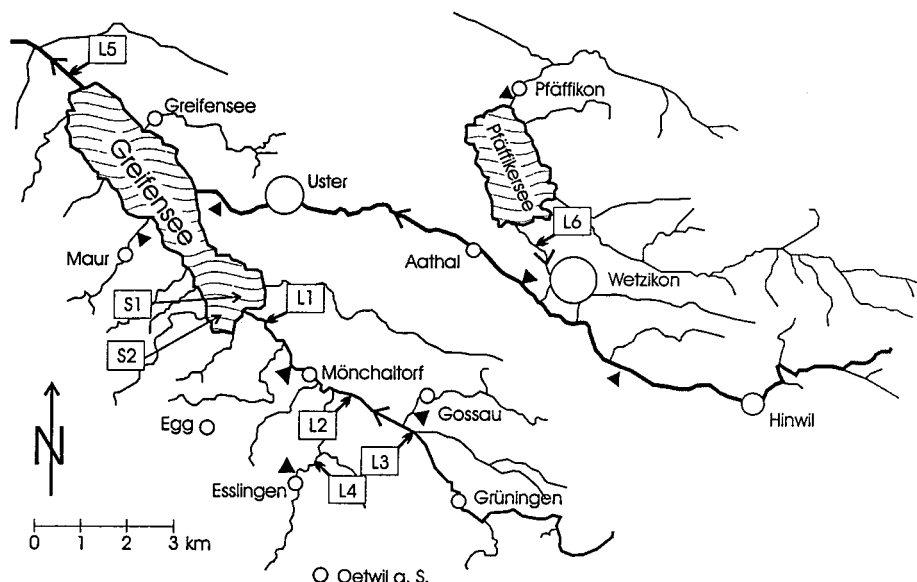 L5
Greifensee
Pfäffikon
Greifensee
Pfäffikersee
Uster
L6
Maur
Aathal
Wetzikon
S1
L1
S2
Mönchaltorf
Gossau
Egg
L2
Hinwil
N
L3
Esslingen
L4
Grüningen
0 1 2 3 km
Oetwil a. S.